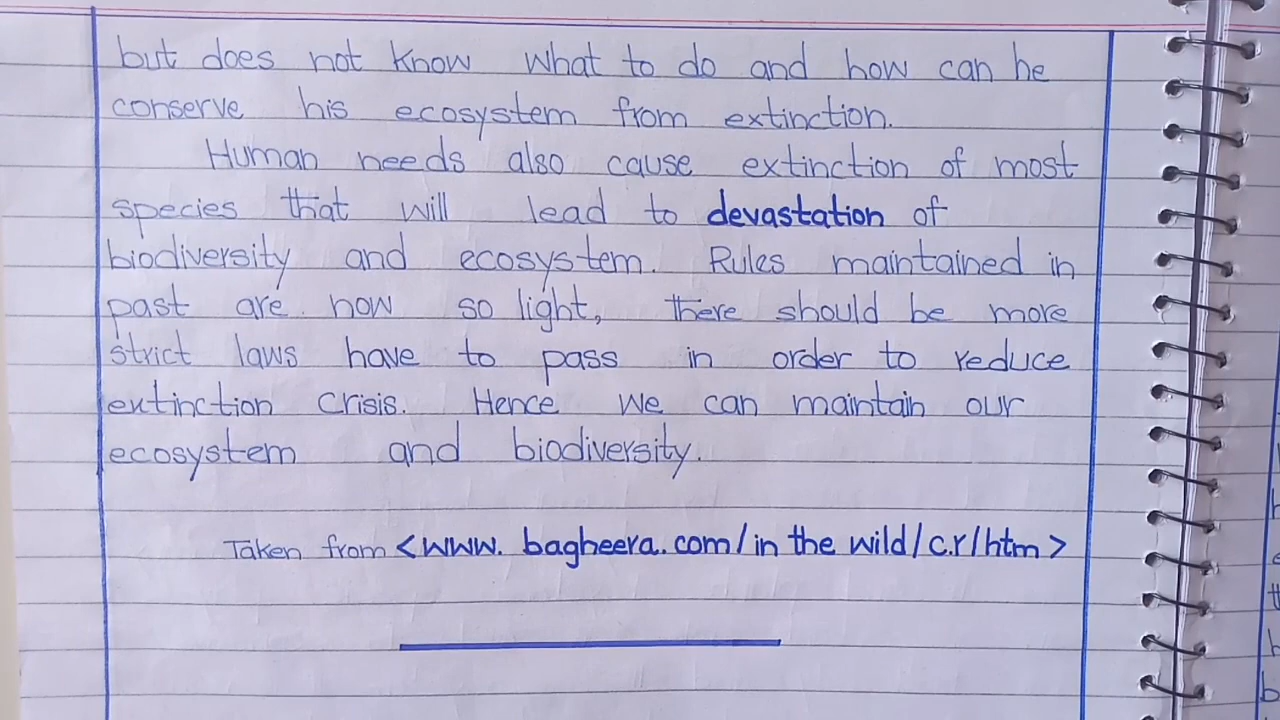 but does not know what to do and how can he
conserve his ecosystem from extinction.
Human needs also cause extinction of most
species that will lead to devastation of
biodiversity and ecosystem. Rules maintained in
past are now so light, there should be more
strict laws have to pass in order to reduce
extinction crisis. Hence we can maintain our
ecosystem and biodiversity.
Taken from <www.bagheera.com/in the wild/c.r/htm>